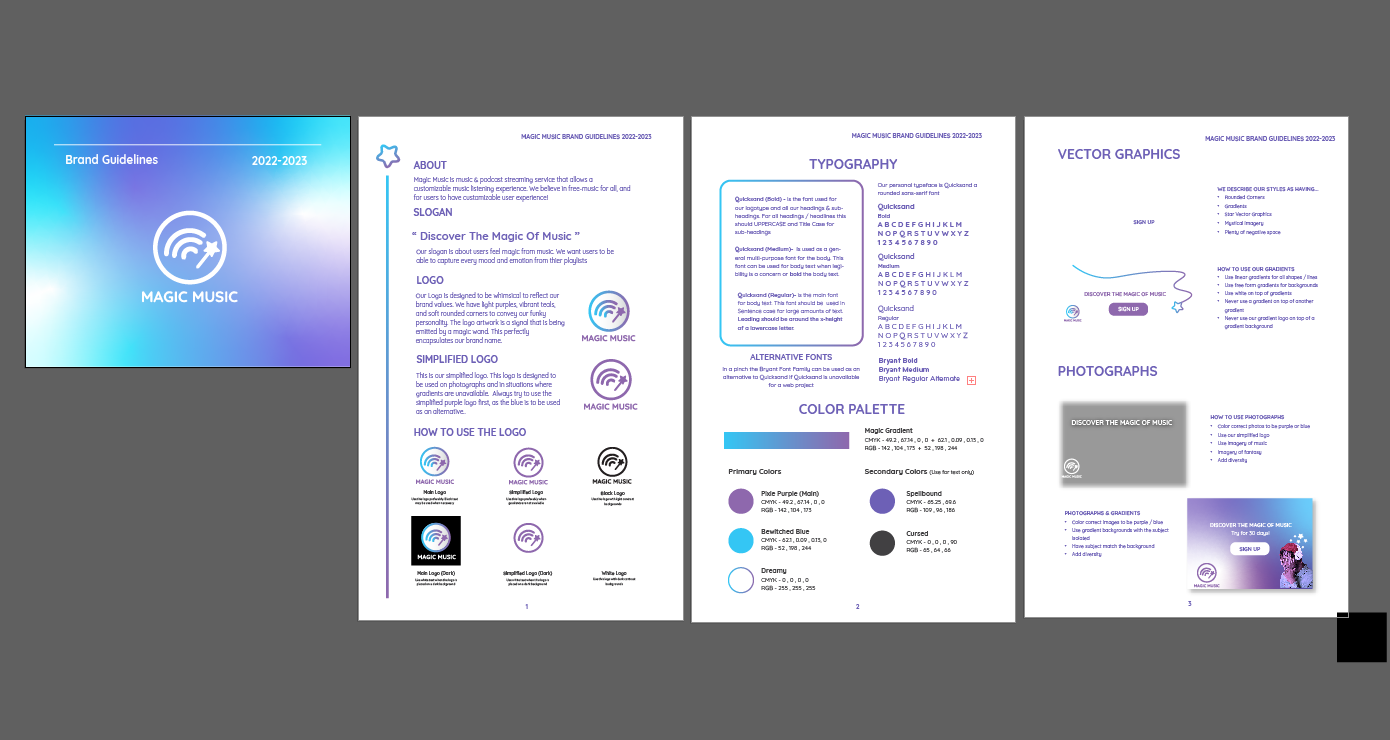 Brand Guidelines
2022-2023
MAGIC MUSIC
MAGIC MUSIC BRAND GUIDELINES 2022-2023
ABOUT
Magic Music is music & podcast streaming service that allows a
customizable music listening experience. We believe in free-music for all, and
for users to have customizable user experience!
SLOGAN
“ Discover The Magic Of Music ”
Our slogan is about users feel magic from music. We want users to be
able to capture every mood and emotion from thier playlists
LOGO
Our Logo is designed to be whimsical to reflect our
brand values. We have light purples, vibrant teals,
and soft rounded corners to convey our funky
personality. The logo artwork is a signal that is being
emitted by a magic wand. This perfectly
encapsulates our brand name.
MAGIC MUSIC
SIMPLIFIED LOGO
This is our simplified logo. This logo is designed to
be used on photographs and in situations where
gradients are unavailable. Always try to use the
simplified purple logo first, as the blue is to be used
as an alternative.
MAGIC MUSIC
HOW TO USE THE LOGO
MAGIC MUSIC
MAGIC MUSIC
MAGIC MUSIC
Main Logo
Simplified Logo
Black Logo
MAGIC MUSIC
Main Logo (Dark)
Simplified Logo (Dark)
White Logo
1
MAGIC MUSIC BRAND GUIDELINES 2022-2023
TYPOGRAPHY
Quicksand (Bold) - is the font used for
our logotype and all our headings & sub-
headings. For all headings / headlines this
should UPPERCASE and Title Case for
sub-headings
Quicksand (Medium)- is used as a gen-
eral multi-purpose font for the body. This
font can be used for body text when legi-
bility is a concern or bold the body text.
Quicksand (Regular)- is the main font
for body text. This font should be used in
Sentence case for large text amounts.
Leading should be around the x-height
of a lowercase letter.
Our personal typeface is Quicksand a
rounded sans-serif font
Quicksand
Bold
A B C D E F G H I J K L M
N O P Q R S T U V W X Y Z
1 2 3 4 5 6 7 8 9 0
Quicksand
Medium
A B C D E F G H I J K L M
N O P Q R S T U V W X Y Z
1 2 3 4 5 6 7 8 9 0
Quicksand
Regular
A B C D E F G H I J K L M
N O P Q R S T U V W X Y Z
1 2 3 4 5 6 7 8 9 0
ALTERNATIVE FONTS
In a pinch the Bryant Font Family can be used as an
alternative to Quicksand if Quicksand is unavailable
for a web project
Bryant Bold
Bryant Medium
Bryant Regular Alternate
COLOR PALETTE
Magic Gradient
CMYK - 49.2 , 67.14 , 0 , 0 + 62.1 , 0.09 , 0.15 , 0
RGB - 142 , 104 , 173 + 52 , 198 , 244
Primary Colors
Pixie Purple (Main)
CMYK - 49.2 , 67.14 , 0 , 0
RGB - 142 , 104 , 173
Bewitched Blue
CMYK - 62.1 , 0.09 , 0.15 , 0
RGB - 52 , 198 , 244
Dreamy
CMYK - 0 , 0 , 0 , 0
RGB - 255 , 255 , 255
Secondary Colors (Use for text only)
Spellbound
CMYK - 65.25 , 69.6
RGB - 109 , 96 , 186
Cursed
CMYK - 0 , 0 , 0 , 90
RGB - 65 , 64 , 66
2
MAGIC MUSIC BRAND GUIDELINES 2022-2023
VECTOR GRAPHICS
SIGN UP
WE DESCRIBE OUR STYLES AS HAVING...
• Rounded Corners
• Gradients
• Star Vector Graphics
• Mystical Imagery
• Plenty of negative space
DISCOVER THE MAGIC OF MUSIC
SIGN UP
MAGIC MUSIC
HOW TO USE OUR GRADIENTS
• Use linear gradients for all shapes / lines
• Use free form gradients for backgrounds
• Use white on top of gradients
• Never use a gradient on top of another
gradient
• Never use our gradient logo on top of a
gradient background
PHOTOGRAPHS
DISCOVER THE MAGIC OF MUSIC
MAGIC MUSIC
HOW TO USE PHOTOGRAPHS
• Color correct photos to be purple or blue
• Use our simplified logo
• Use imagery of music
• Imagery of fantasy
• Add diversity
PHOTOGRAPHS & GRADIENTS
• Color correct images to be purple / blue
• Use gradient backgrounds with the subject
isolated
• Have subject match the background
• Add diversity
DISCOVER THE MAGIC OF MUSIC
Try for 30 days!
SIGN UP
MAGIC MUSIC
3